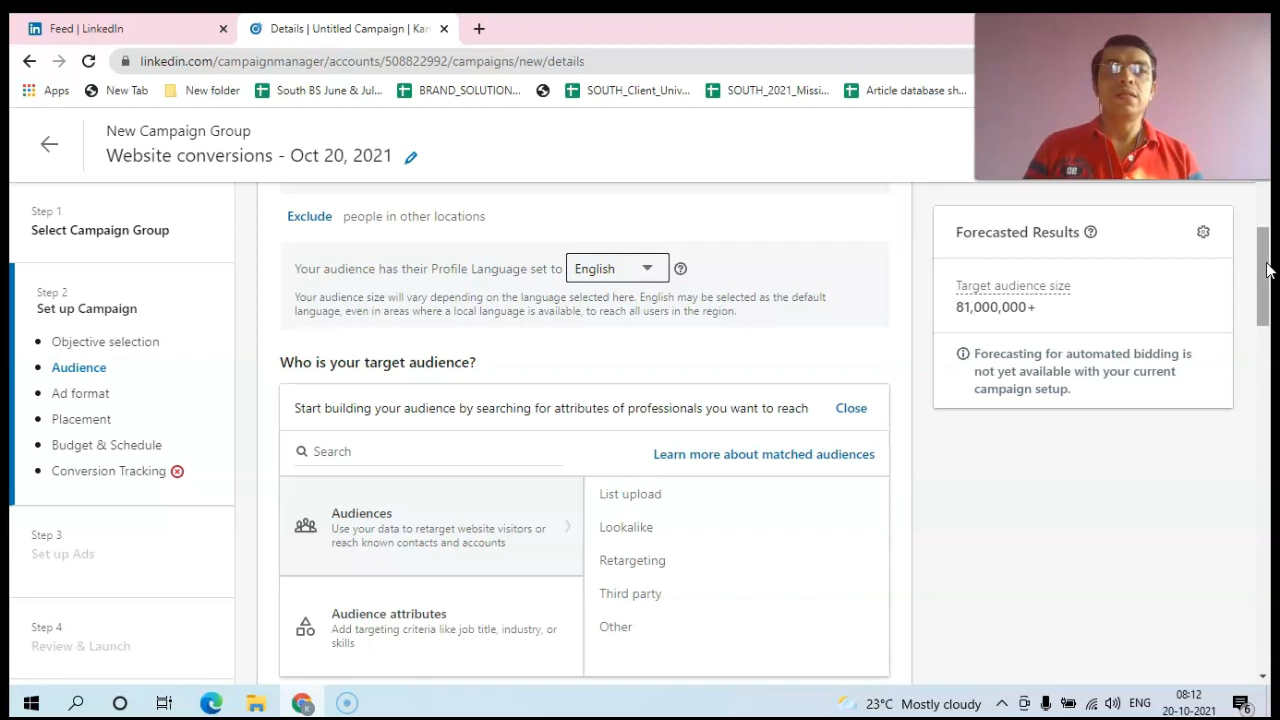 Feed | LinkedIn
Details | Untitled Campaign | Kan
linkedin.com/campaignmanager/accounts/508822992/campaigns/new/details
Apps
New Tab
New folder
South BS June & Jul...
BRAND_SOLUTION...
SOUTH_Client_Univ...
SOUTH_2021_Missi...
Article database sh...
New Campaign Group
Website conversions - Oct 20, 2021
Step 1
Select Campaign Group
Step 2
Set up Campaign
Objective selection
Audience
Ad format
Placement
Budget & Schedule
Conversion Tracking
Step 3
Set up Ads
Step 4
Review & Launch
Exclude people in other locations
Your audience has their Profile Language set to English
Your audience size will vary depending on the language selected here. English may be selected as the default
language, even in areas where a local language is available, to reach all users in the region.
Who is your target audience?
Start building your audience by searching for attributes of professionals you want to reach Close
Search
Learn more about matched audiences
Audiences
Use your data to retarget website visitors or
reach known contacts and accounts
Audience attributes
Add targeting criteria like job title, industry, or
skills
List upload
Lookalike
Retargeting
Third party
Other
Forecasted Results
Target audience size
81,000,000+
Forecasting for automated bidding is
not yet available with your current
campaign setup.
23°C Mostly cloudy
ENG
08:12
20-10-2021
6